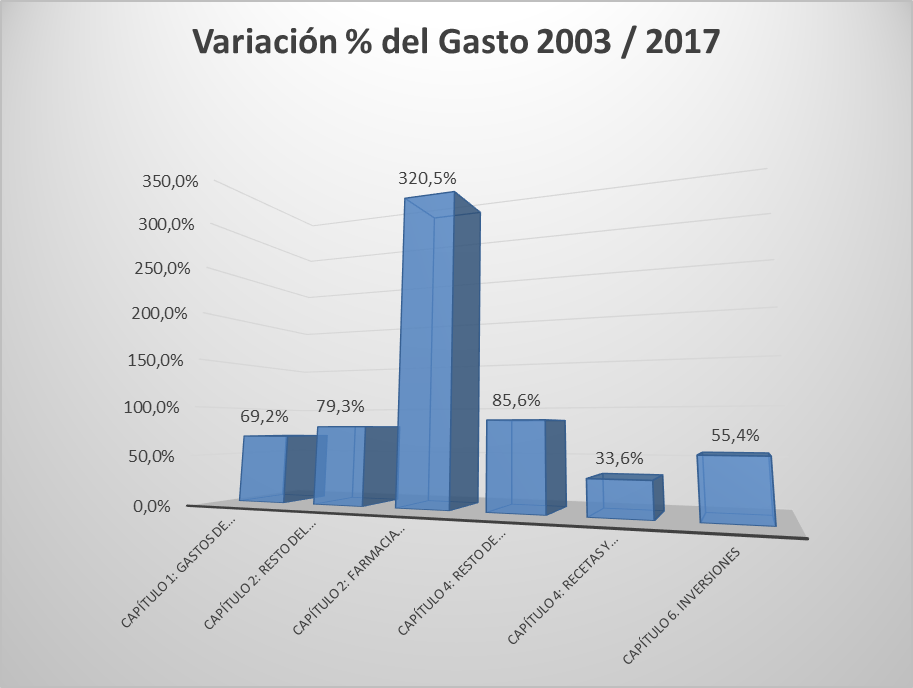 Variación % del Gasto 2003 / 2017
350,0%
300,0%
250,0%
200,0%
150,0%
100,0%
50,0%
0,0%
69,2%
79,3%
320,5%
85,6%
33,6%
55,4%
CAPÍTULO 1: GASTOS DE…
CAPÍTULO 2: RESTO DEL…
CAPÍTULO 2: FARMACIA…
CAPÍTULO 4: RESTO DE…
CAPÍTULO 4: RECETAS Y…
CAPÍTULO 6. INVERSIONES